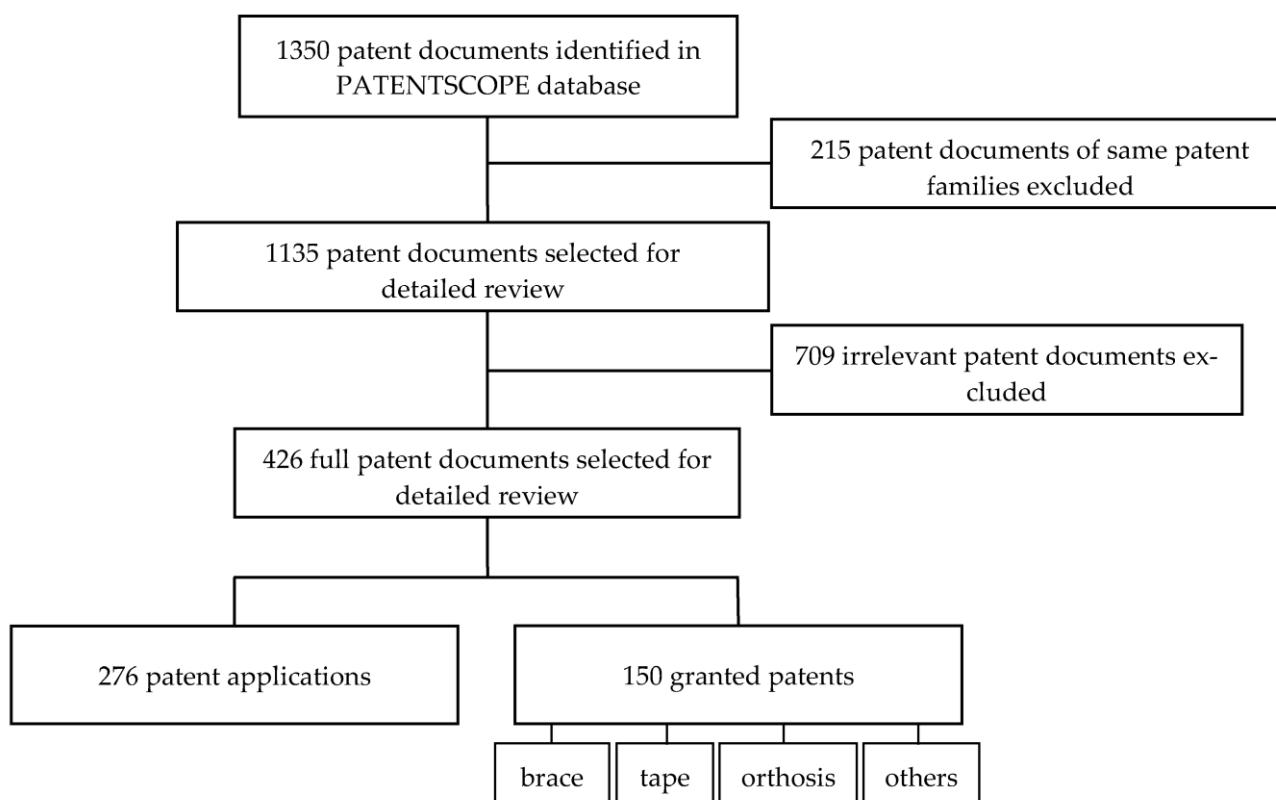 1350 patent documents identified in
PATENTSCOPE database
215 patent documents of same patent
families excluded
1135 patent documents selected for
detailed review
709 irrelevant patent documents ex-
cluded
426 full patent documents selected for
detailed review
276 patent applications
150 granted patents
brace
tape
orthosis
others